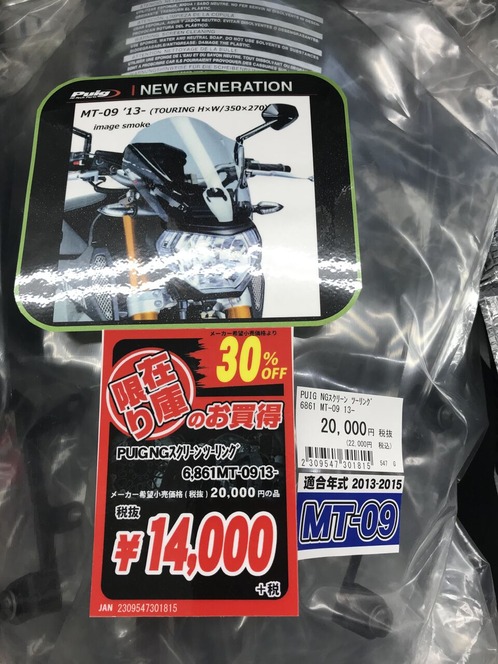 DE LA CUPULA
SCREEN CLEANING
Puig
NEW GENERATION
MT-09 '13- (TOURING H×W/350×270)
image smoke
メーカー希望小売価格より
30%OFF
在庫限りのお買得
PUIG NGスクリーンツーリング
6,861MT-0913-
メーカー希望小売価格(税抜)20,000円の品
税抜
¥14,000
+税
JAN 2309547301815
PUIG NGスクリーン ツーリング
6861 MT-09 13-
20,000円 税抜
(22,000円 税込)
2309547301815 547 G
適合年式 2013-2015
MT-09